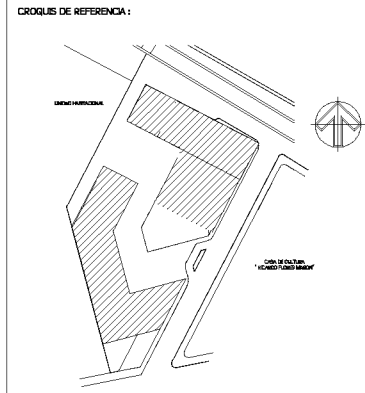 CROQUIS DE REFERENCIA :
UNIDAD HABITACIONAL
CASA DE CULTURA
" RICARDO FLORES MAGON"